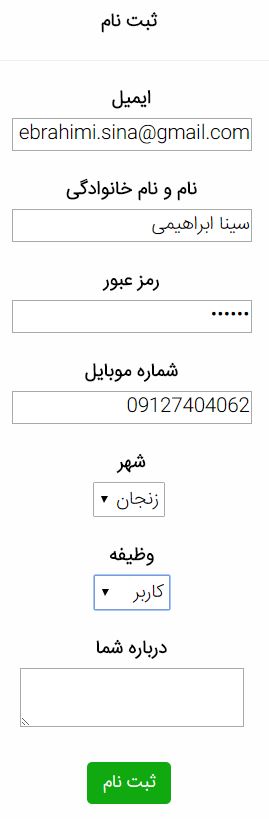 ثبت نام
ایمیل
ebrahimi.sina@gmail.com
نام و نام خانوادگی
سینا ابراهیمی
رمز عبور
••••••
شماره موبایل
09127404062
شهر
زنجان
وظیفه
کاربر
درباره شما
ثبت نام